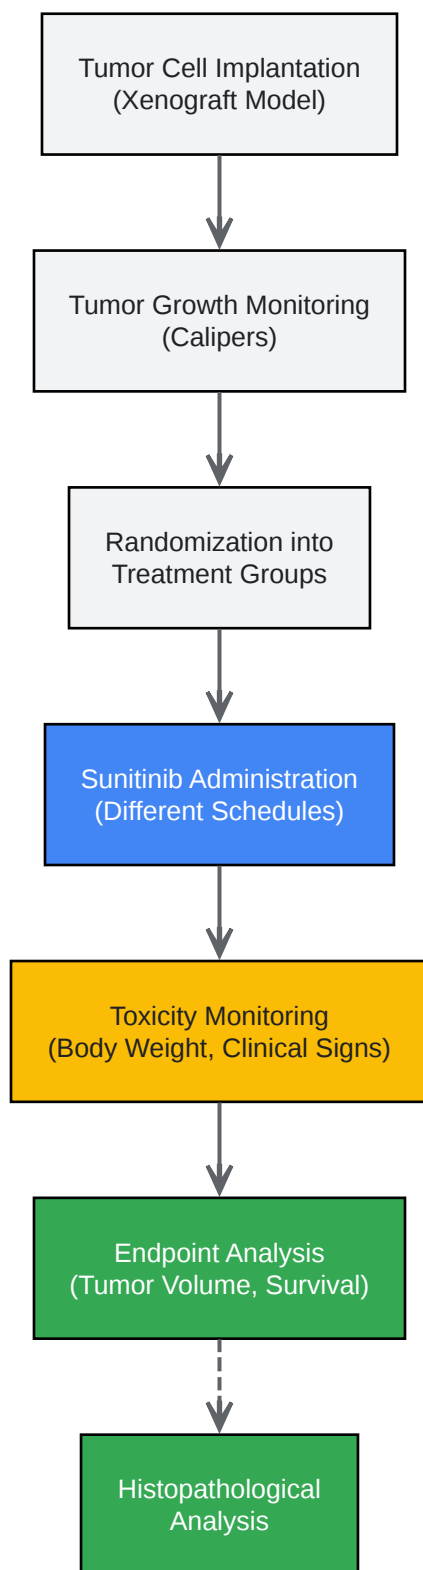 Tumor Cell Implantation
(Xenograft Model)
Tumor Growth Monitoring
(Calipers)
Randomization into
Treatment Groups
Sunitinib Administration
(Different Schedules)
Toxicity Monitoring
(Body Weight, Clinical Signs)
Endpoint Analysis
(Tumor Volume, Survival)
Histopathological
Analysis